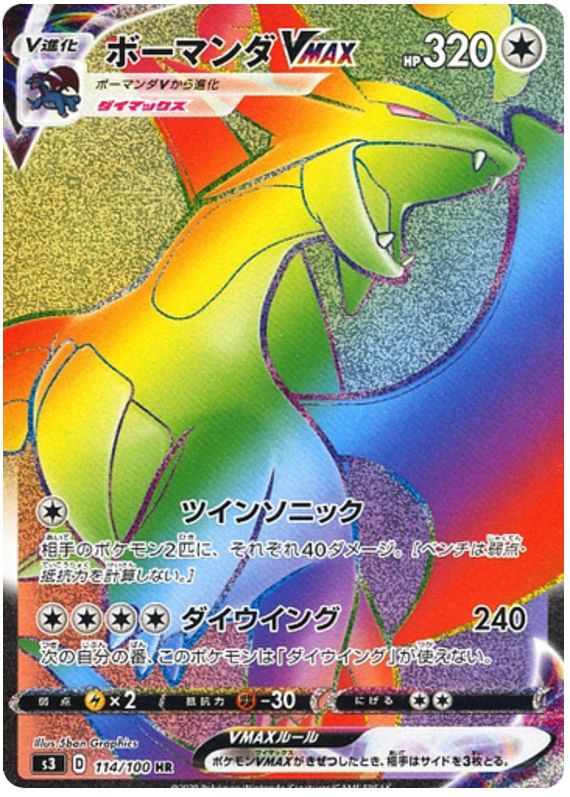 V進化
ボーマンダVMAX
HP 320
ボーマンダVから進化
ダイマックス
ツインソニック
相手のポケモン2匹に、それぞれ40ダメージ。[ベンチは弱点・
抵抗力を計算しない。]
ダイウイング 240
次の自分の番、このポケモンは「ダイウイング」が使えない。
弱点 ×2 抵抗力 -30 にげる
Illus. 5ban Graphics
VMAXルール
ポケモンVMAXがきぜつしたとき、相手はサイドを3枚とる。
s3 D 114/100 HR
©2020 Pokémon/Nintendo/Creatures/GAME FREAK